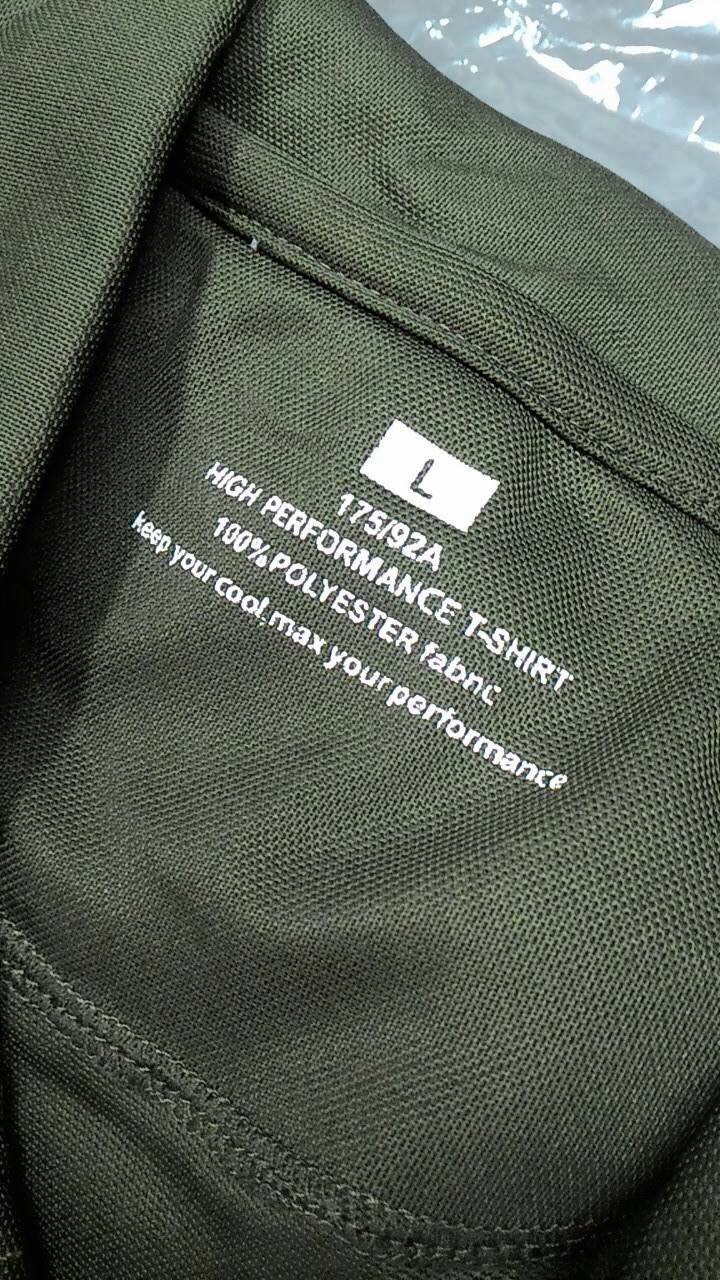 L
175/92A
HIGH PERFORMANCE T-SHIRT
100% POLYESTER fabric
keep your cool, max your performance